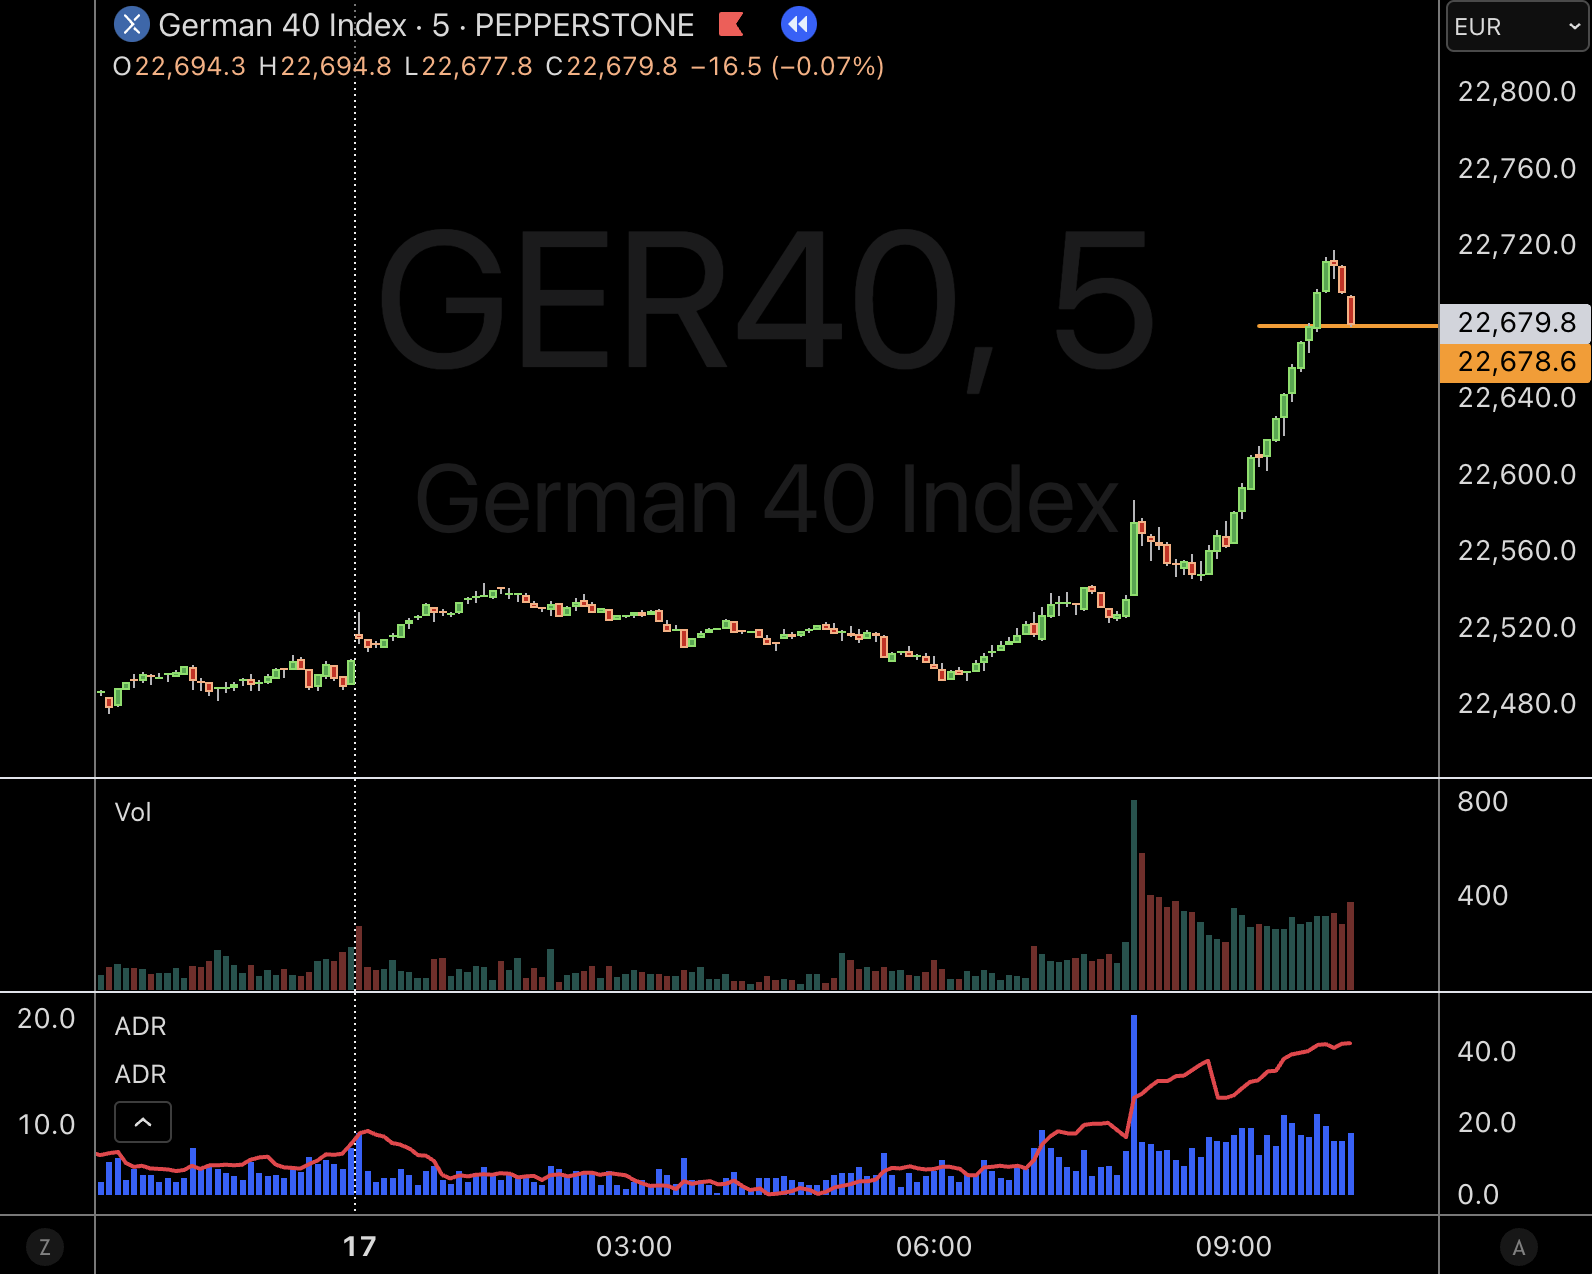 German 40 Index · 5 · PEPPERSTONE
EUR
O22,694.3 H22,694.8 L22,677.8 C22,679.8 −16.5 (−0.07%)
GER40, 5
German 40 Index
22,800.0
22,760.0
22,720.0
22,679.8
22,678.6
22,640.0
22,600.0
22,560.0
22,520.0
22,480.0
Vol
800
400
ADR
ADR
20.0
10.0
40.0
20.0
0.0
Z
17 03:00 06:00 09:00
A